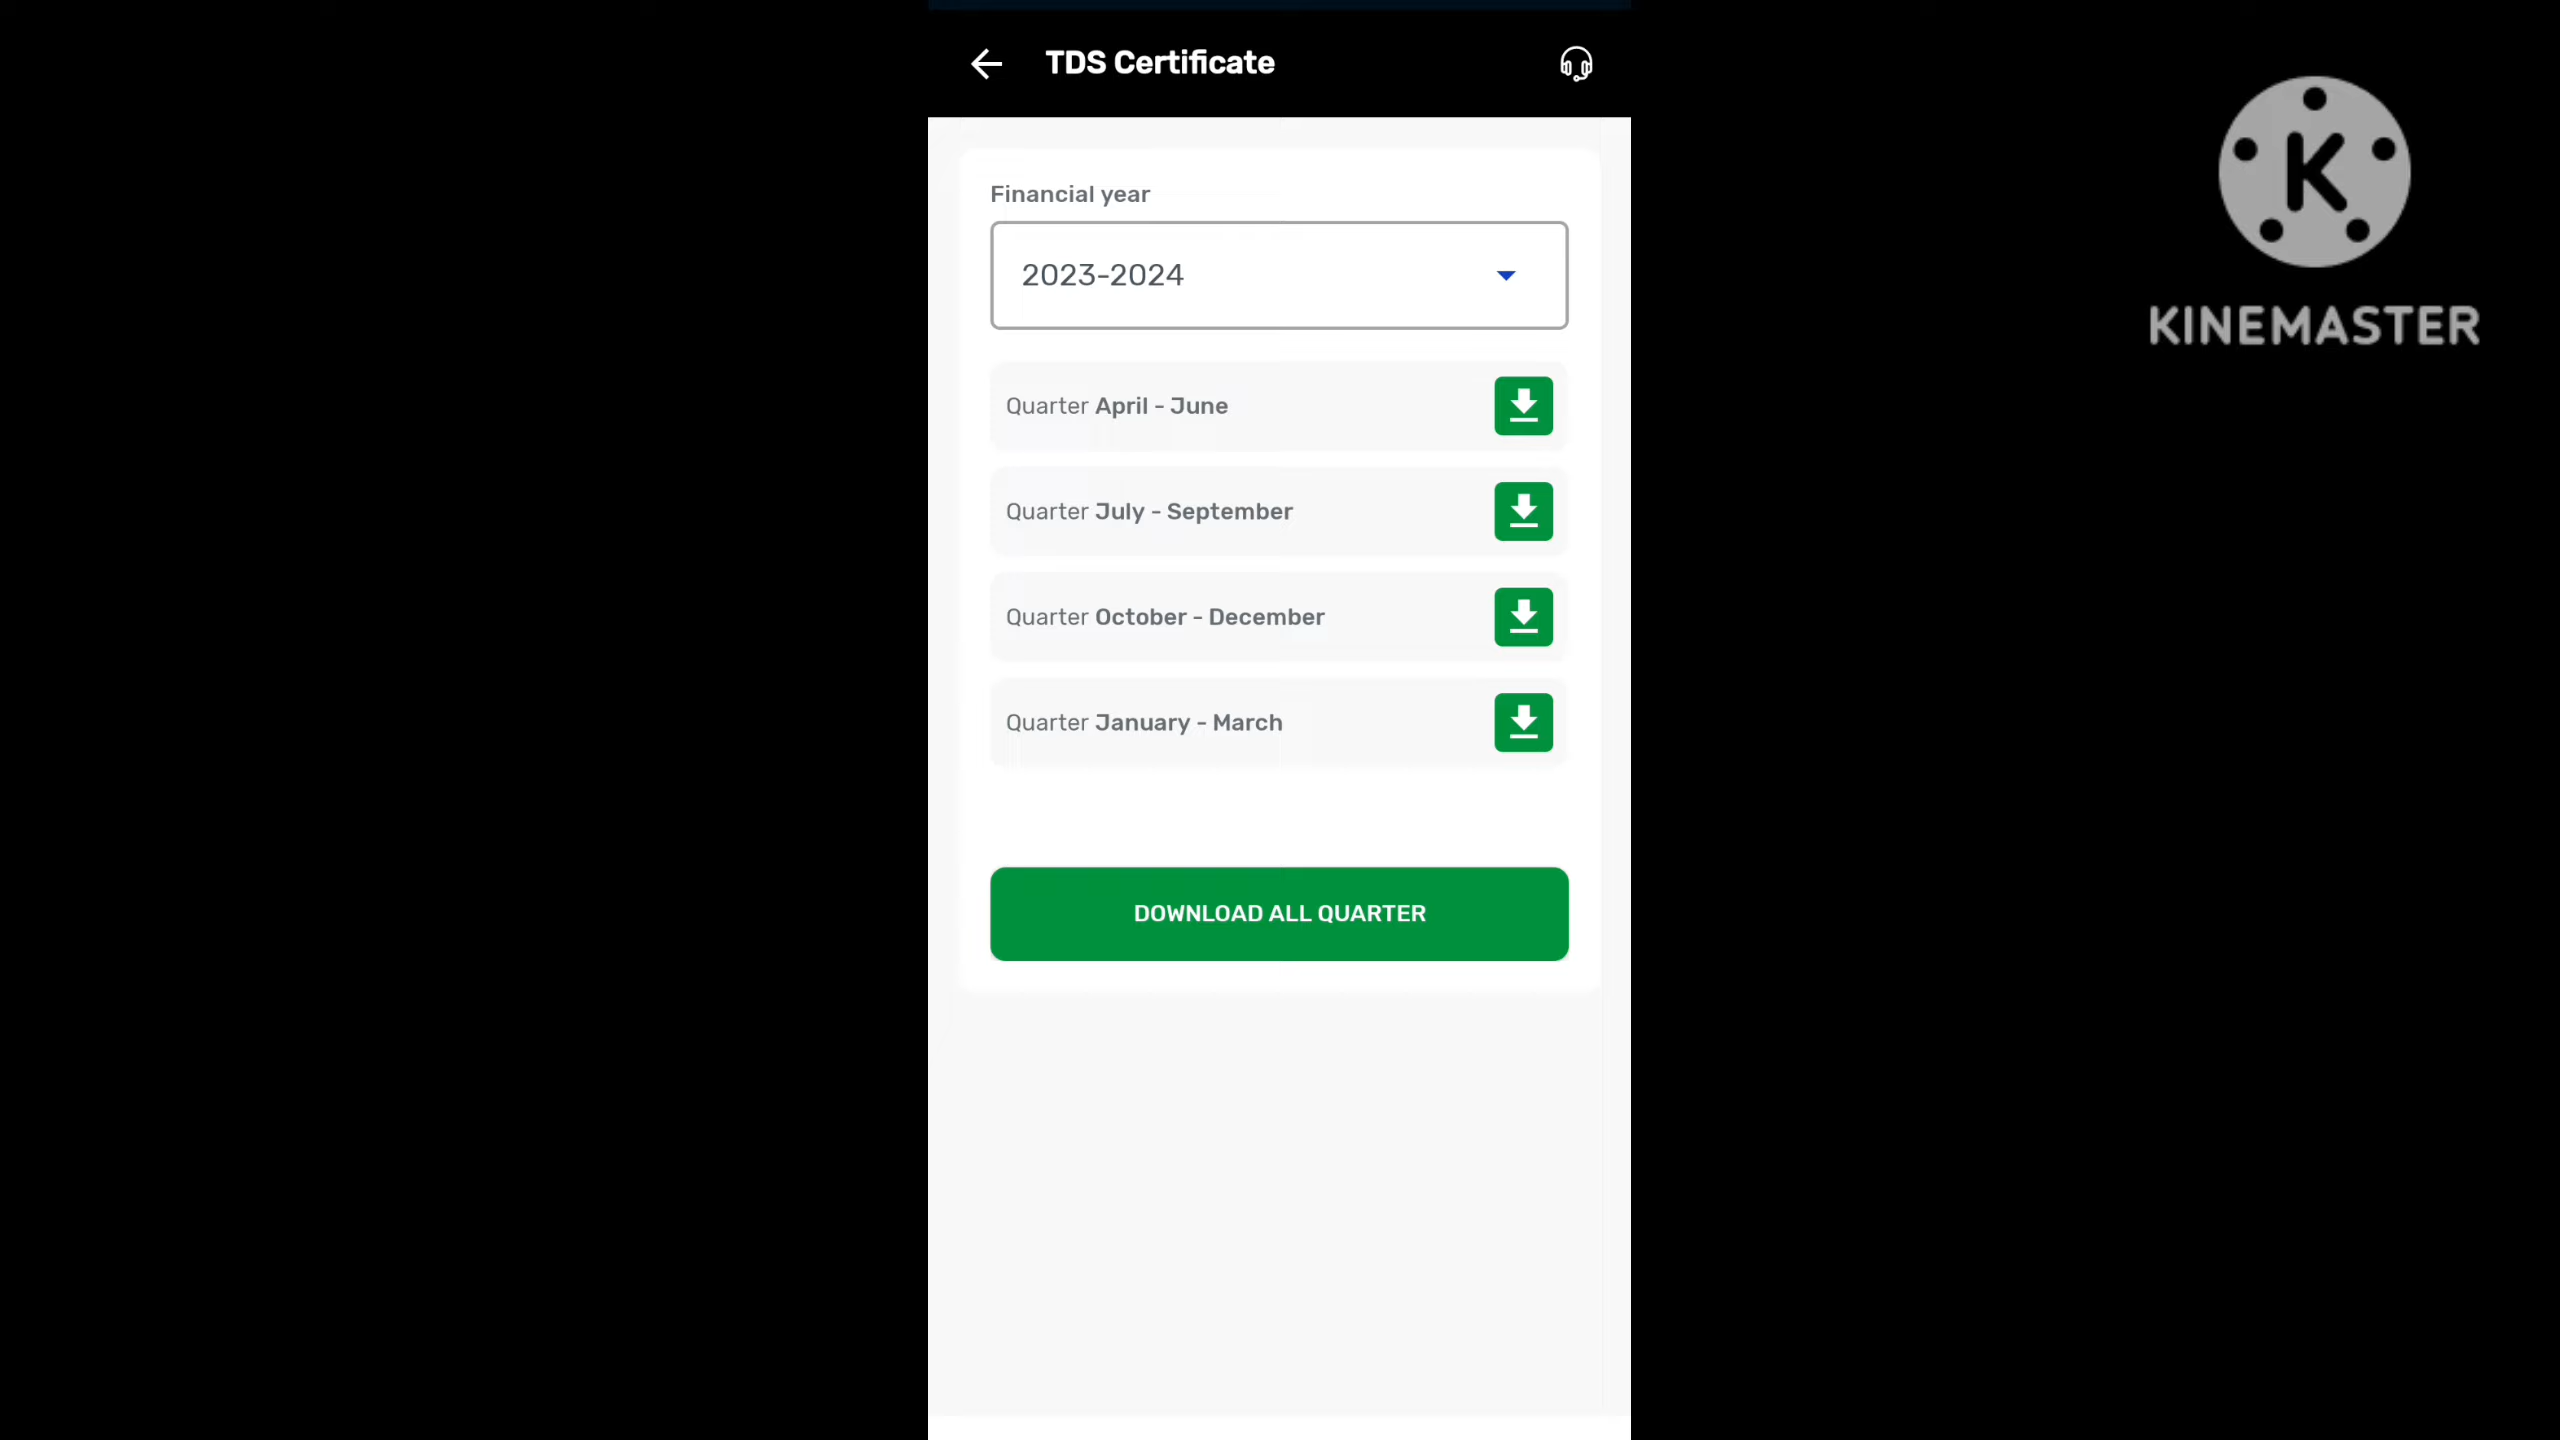 TDS Certificate
Financial year
2023-2024
Quarter April - June
Quarter July - September
Quarter October - December
Quarter January - March
DOWNLOAD ALL QUARTER
K
KINEMASTER